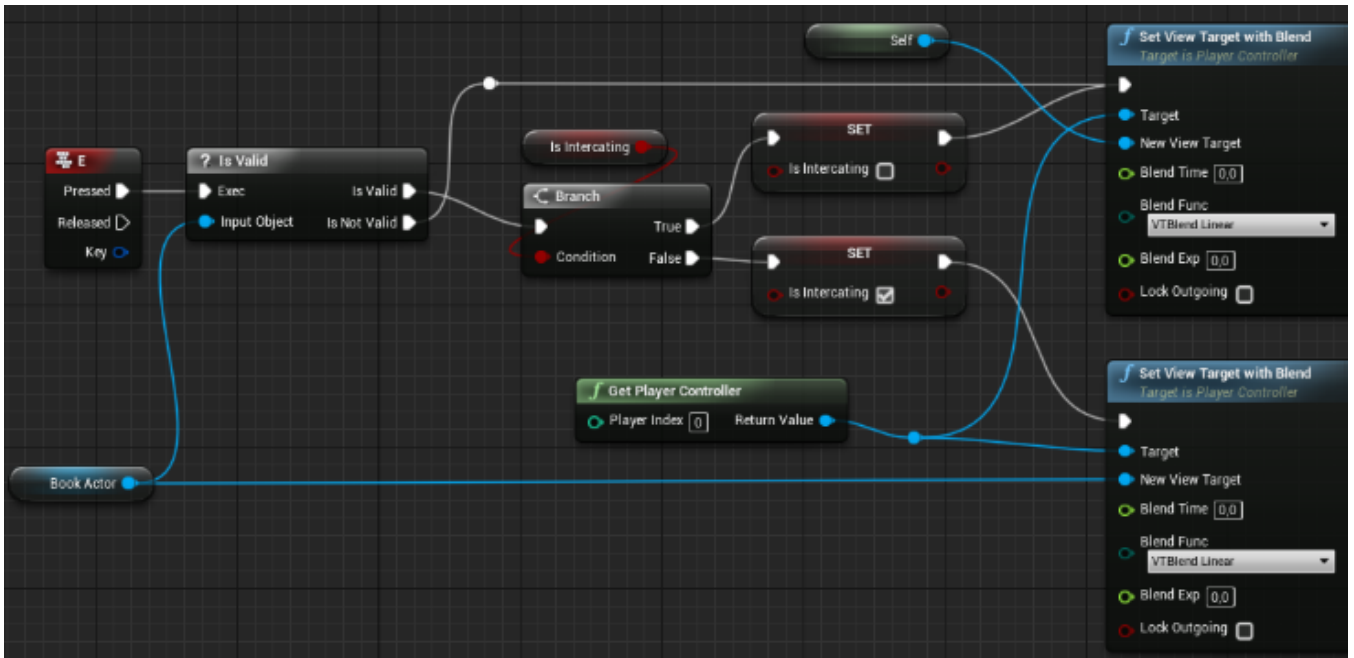 Self
Set View Target with Blend
Target is Player Controller
Target
New View Target
Blend Time 0,0
Blend Func
VTBlend Linear
Blend Exp 0,0
Lock Outgoing
E
Pressed
Released
Key
? Is Valid
Exec
Is Valid
Input Object
Is Not Valid
Is Intercating
Branch
True
Condition
False
SET
Is Intercating
SET
Is Intercating
f Get Player Controller
Player Index 0
Return Value
Book Actor
f Set View Target with Blend
Target is Player Controller
Target
New View Target
Blend Time 0,0
Blend Func
VTBlend Linear
Blend Exp 0,0
Lock Outgoing